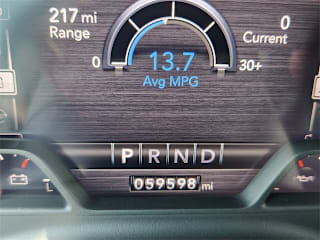 217 mi
Range
0
Current
0
13.7
Avg MPG
30+
P R N D
059598 mi